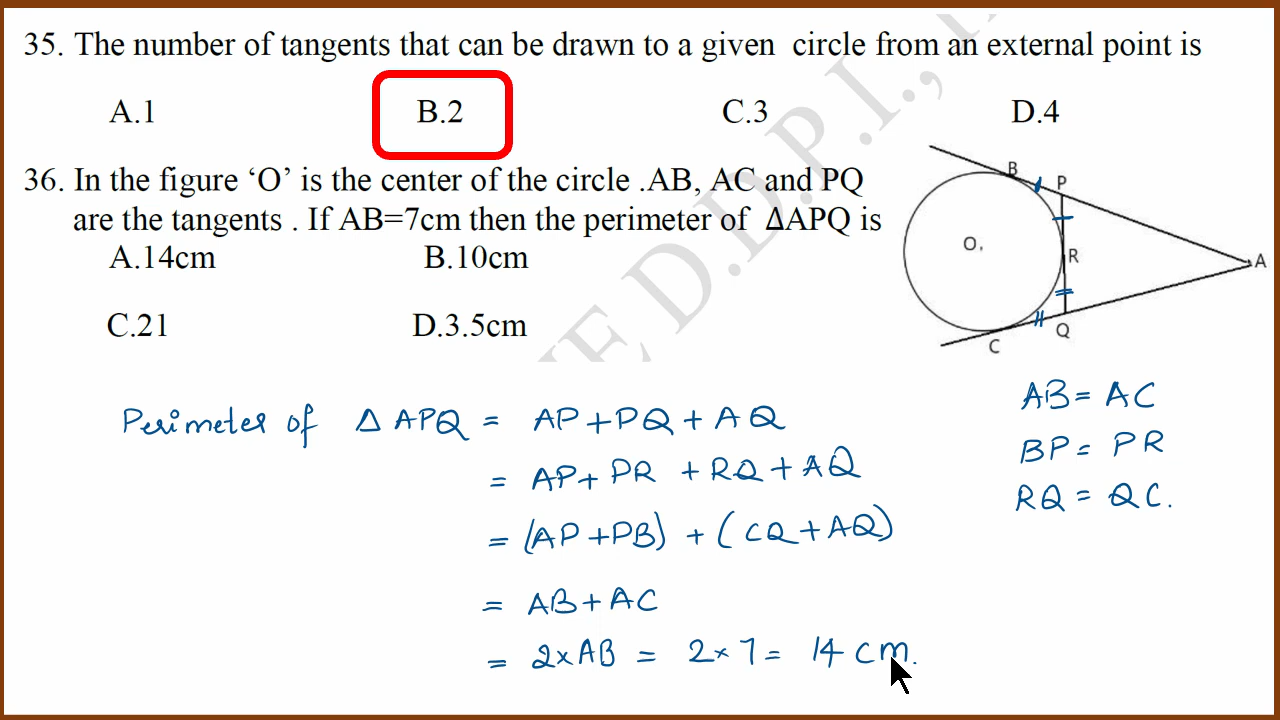 35. The number of tangents that can be drawn to a given circle from an external point is
A.1 B.2 C.3 D.4
36. In the figure ‘O’ is the center of the circle .AB, AC and PQ
are the tangents . If AB=7cm then the perimeter of ΔAPQ is
A.14cm B.10cm
C.21 D.3.5cm
B P
O.
R A
Q
C
Perimeter of Δ APQ = AP + PQ + AQ
= AP + PR + RQ + AQ
= (AP + PB) + (CQ + AQ)
= AB + AC
= 2 × AB = 2 × 7 = 14 cm.
AB = AC
BP = PR
RQ = QC.
E D.D.P.I.,